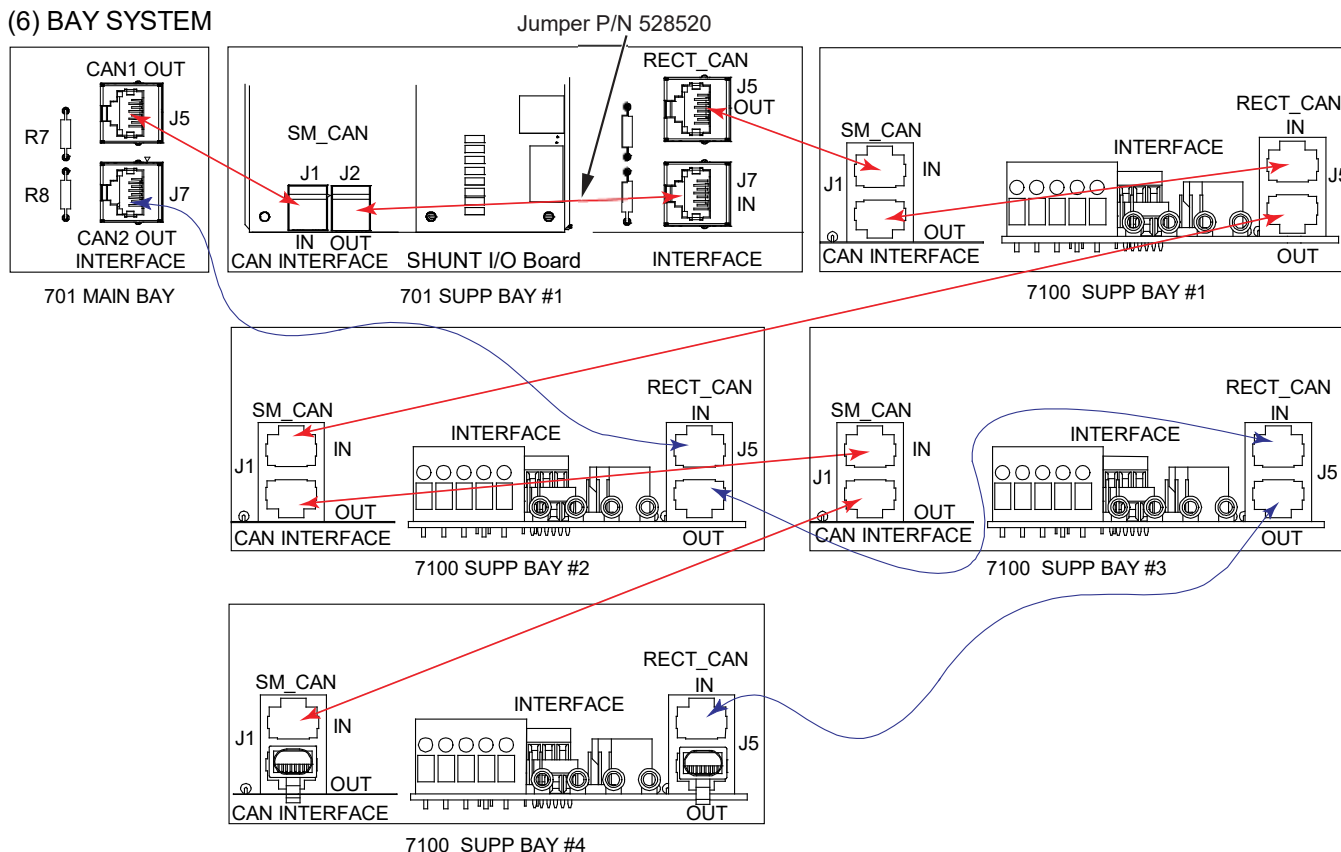 (6) BAY SYSTEM
Jumper P/N 528520
CAN1 OUT
J5
R7
R8
J7
CAN2 OUT
INTERFACE
701 MAIN BAY
SM_CAN
J1 J2
IN OUT
CAN INTERFACE
SHUNT I/O Board
RECT_CAN
J5
OUT
J7
IN
INTERFACE
701 SUPP BAY #1
SM_CAN
J1
IN
OUT
CAN INTERFACE
INTERFACE
RECT_CAN
IN
J5
OUT
7100 SUPP BAY #1
SM_CAN
J1
IN
OUT
CAN INTERFACE
INTERFACE
RECT_CAN
IN
J5
OUT
7100 SUPP BAY #2
SM_CAN
J1
IN
OUT
CAN INTERFACE
INTERFACE
RECT_CAN
IN
J5
OUT
7100 SUPP BAY #3
SM_CAN
J1
IN
OUT
CAN INTERFACE
INTERFACE
RECT_CAN
IN
J5
OUT
7100 SUPP BAY #4